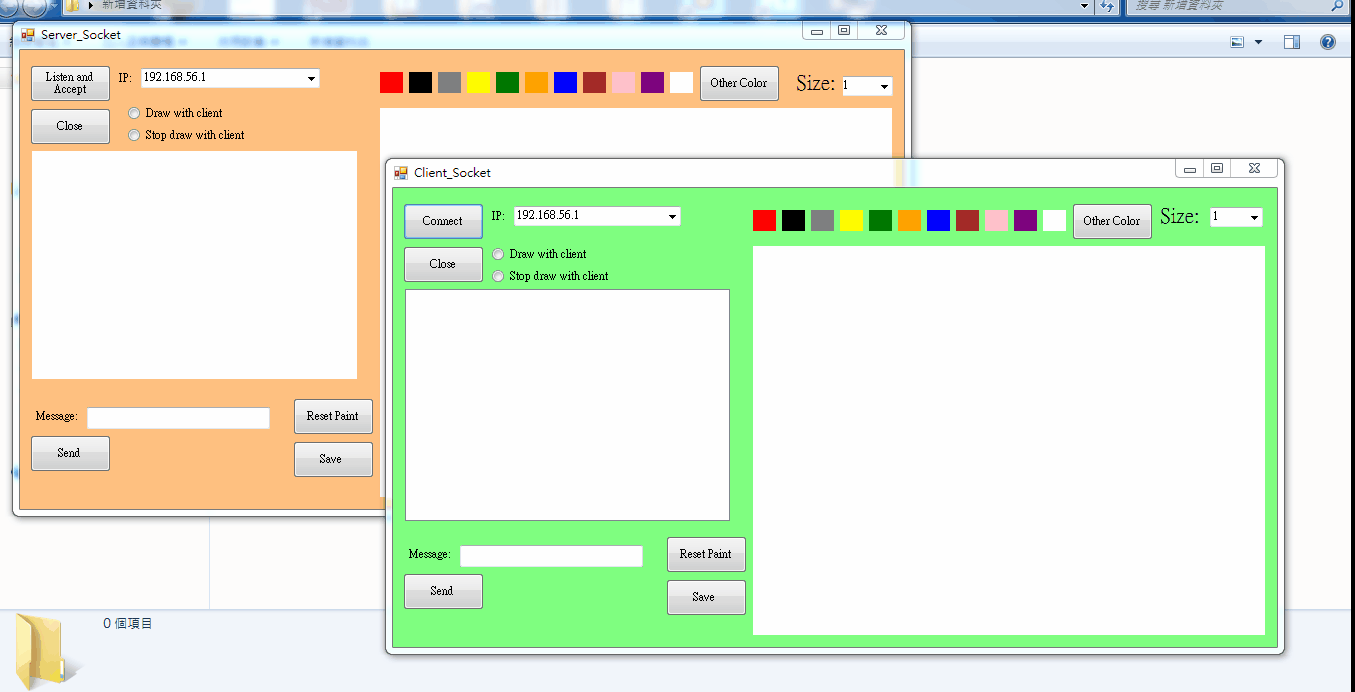 新增資料夾
搜尋 新增資料夾
Server_Socket
Listen and
Accept
IP: 192.168.56.1
Other Color
Size: 1
Close
Draw with client
Stop draw with client
Message:
Reset Paint
Send
Save
Client_Socket
Connect
IP: 192.168.56.1
Other Color
Size: 1
Close
Draw with client
Stop draw with client
Message:
Reset Paint
Send
Save
0 個項目